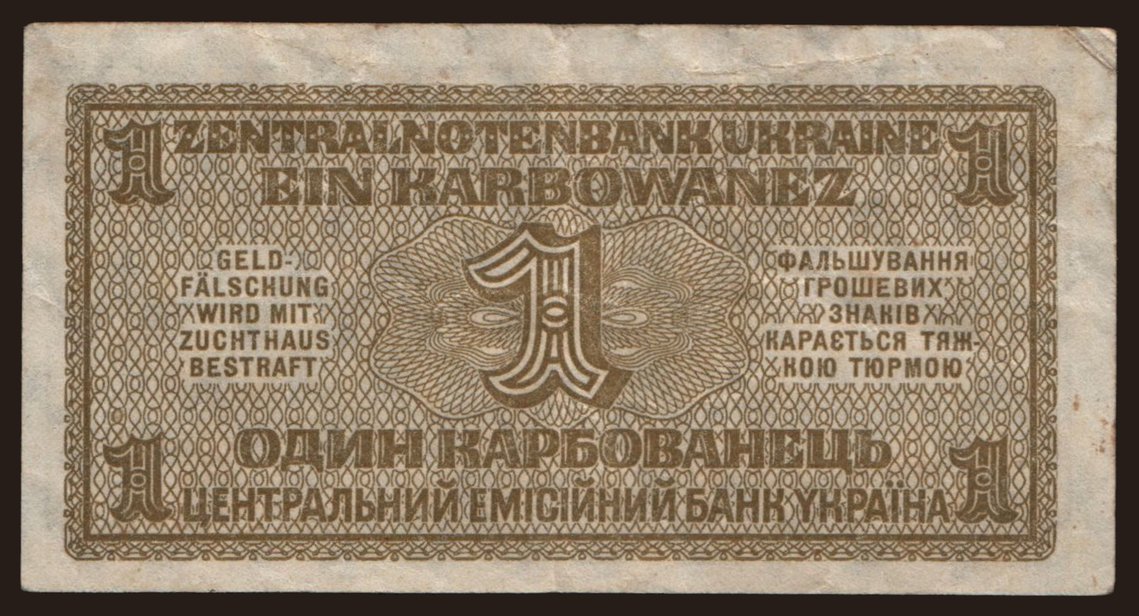 1 ZENTRALNOTENBANK UKRAINE 1
EIN KARBOWANEZ
GELD-
FÄLSCHUNG
WIRD MIT
ZUCHTHAUS
BESTRAFT
1
ФАЛЬШУВАННЯ
ГРОШЕВИХ
ЗНАКІВ
КАРАЄТЬСЯ ТЯЖ-
КОЮ ТЮРМОЮ
ОДИН КАРБОВАНЕЦЬ
1 ЦЕНТРАЛЬНИЙ ЕМІСІЙНИЙ БАНК УКРАЇНА 1